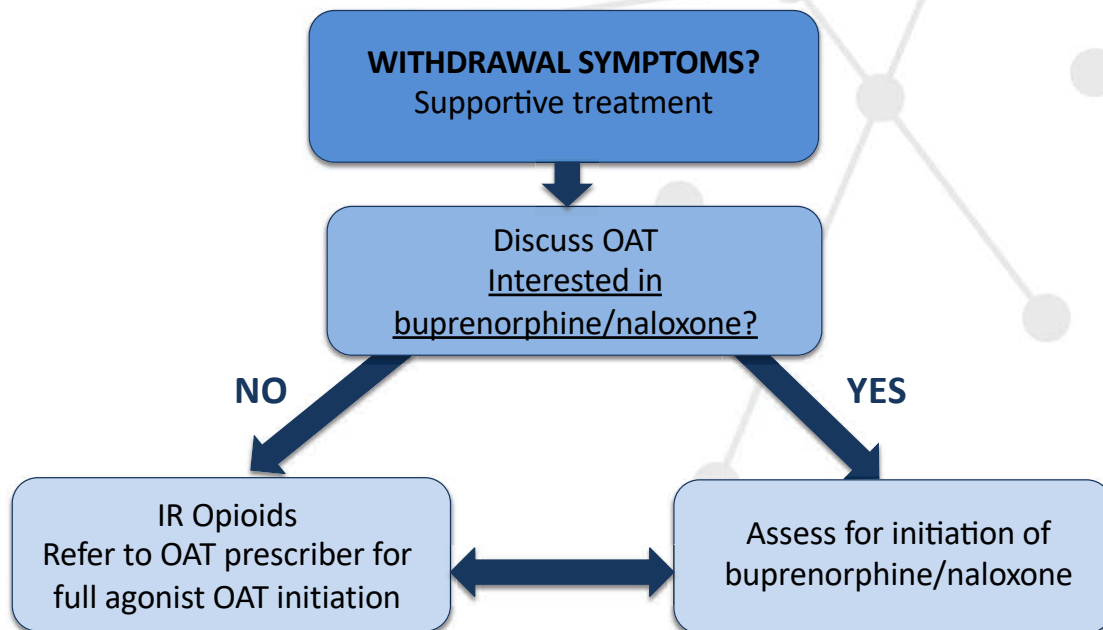 WITHDRAWAL SYMPTOMS?
Supportive treatment
Discuss OAT
Interested in
buprenorphine/naloxone?
NO
YES
IR Opioids
Refer to OAT prescriber for
full agonist OAT initiation
Assess for initiation of
buprenorphine/naloxone